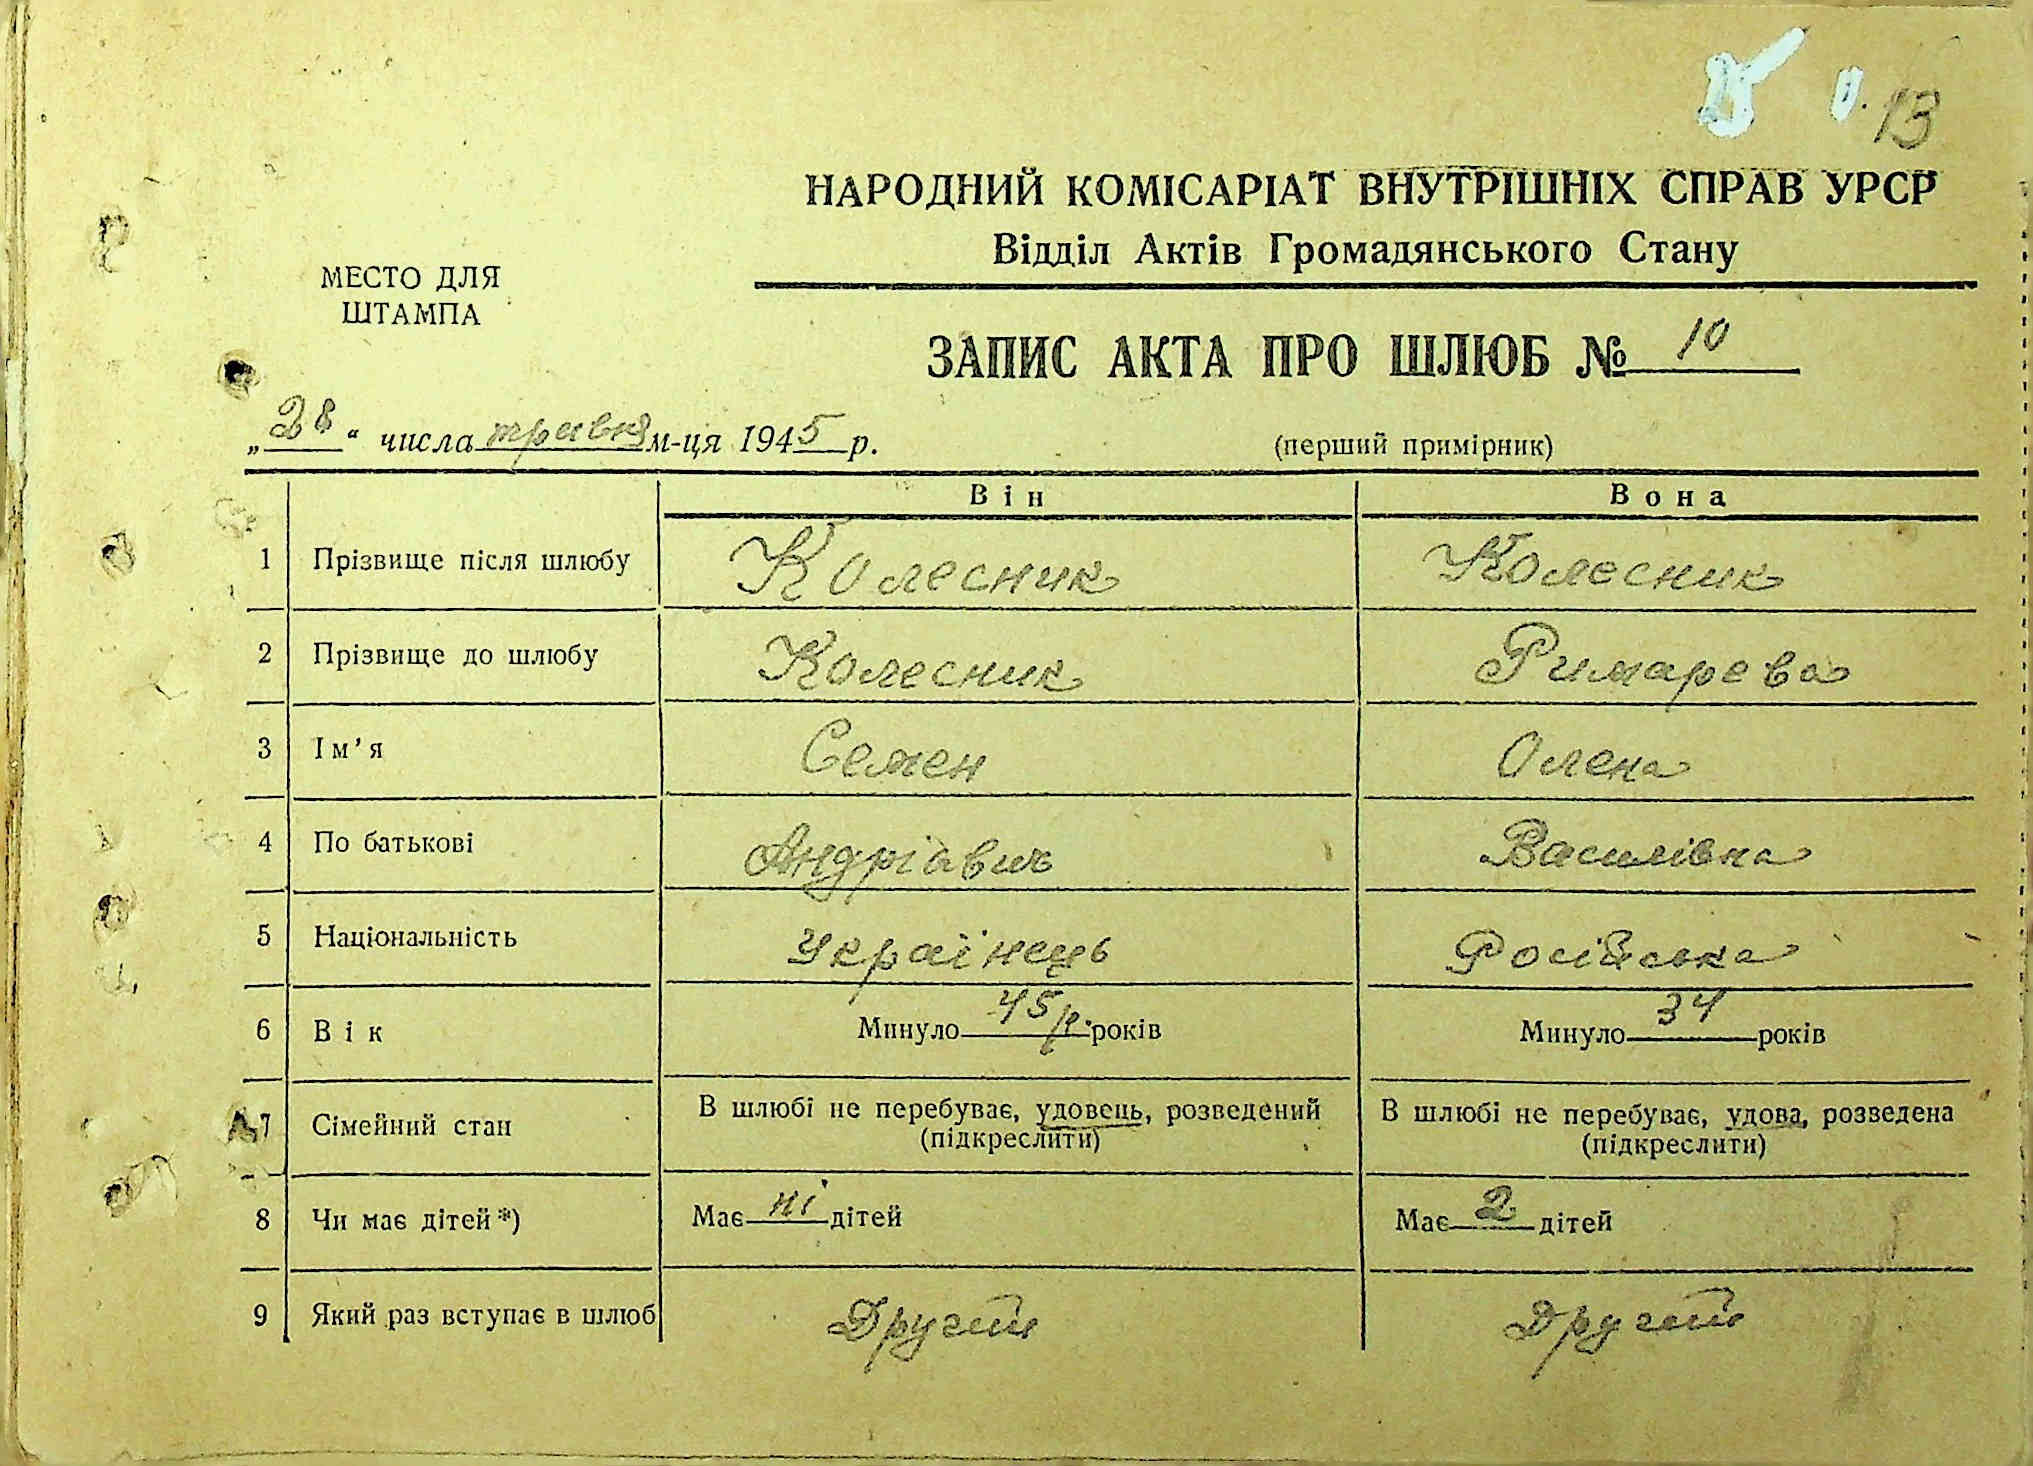 13
НАРОДНИЙ КОМІСАРІАТ ВНУТРІШНІХ СПРАВ УРСР
Відділ Актів Громадянського Стану
МЕСТО ДЛЯ
ШТАМПА
ЗАПИС АКТА ПРО ШЛЮБ № 10
„28“ числа травня м-ця 1945 р.
(перший примірник)
Він Вона
1 Прізвище після шлюбу Колесник Колесник
2 Прізвище до шлюбу Колесник Римарева
3 Ім’я Семен Олена
4 По батькові Андріавич Василівна
5 Національність Українець Російська
6 Вік Минуло 45 р. років Минуло 34 років
7 Сімейний стан В шлюбі не перебуває, удовець, розведений В шлюбі не перебуває, удова, розведена
(підкреслити) (підкреслити)
8 Чи має дітей*) Має ні дітей Має 2 дітей
9 Який раз вступає в шлюб Другий Другий